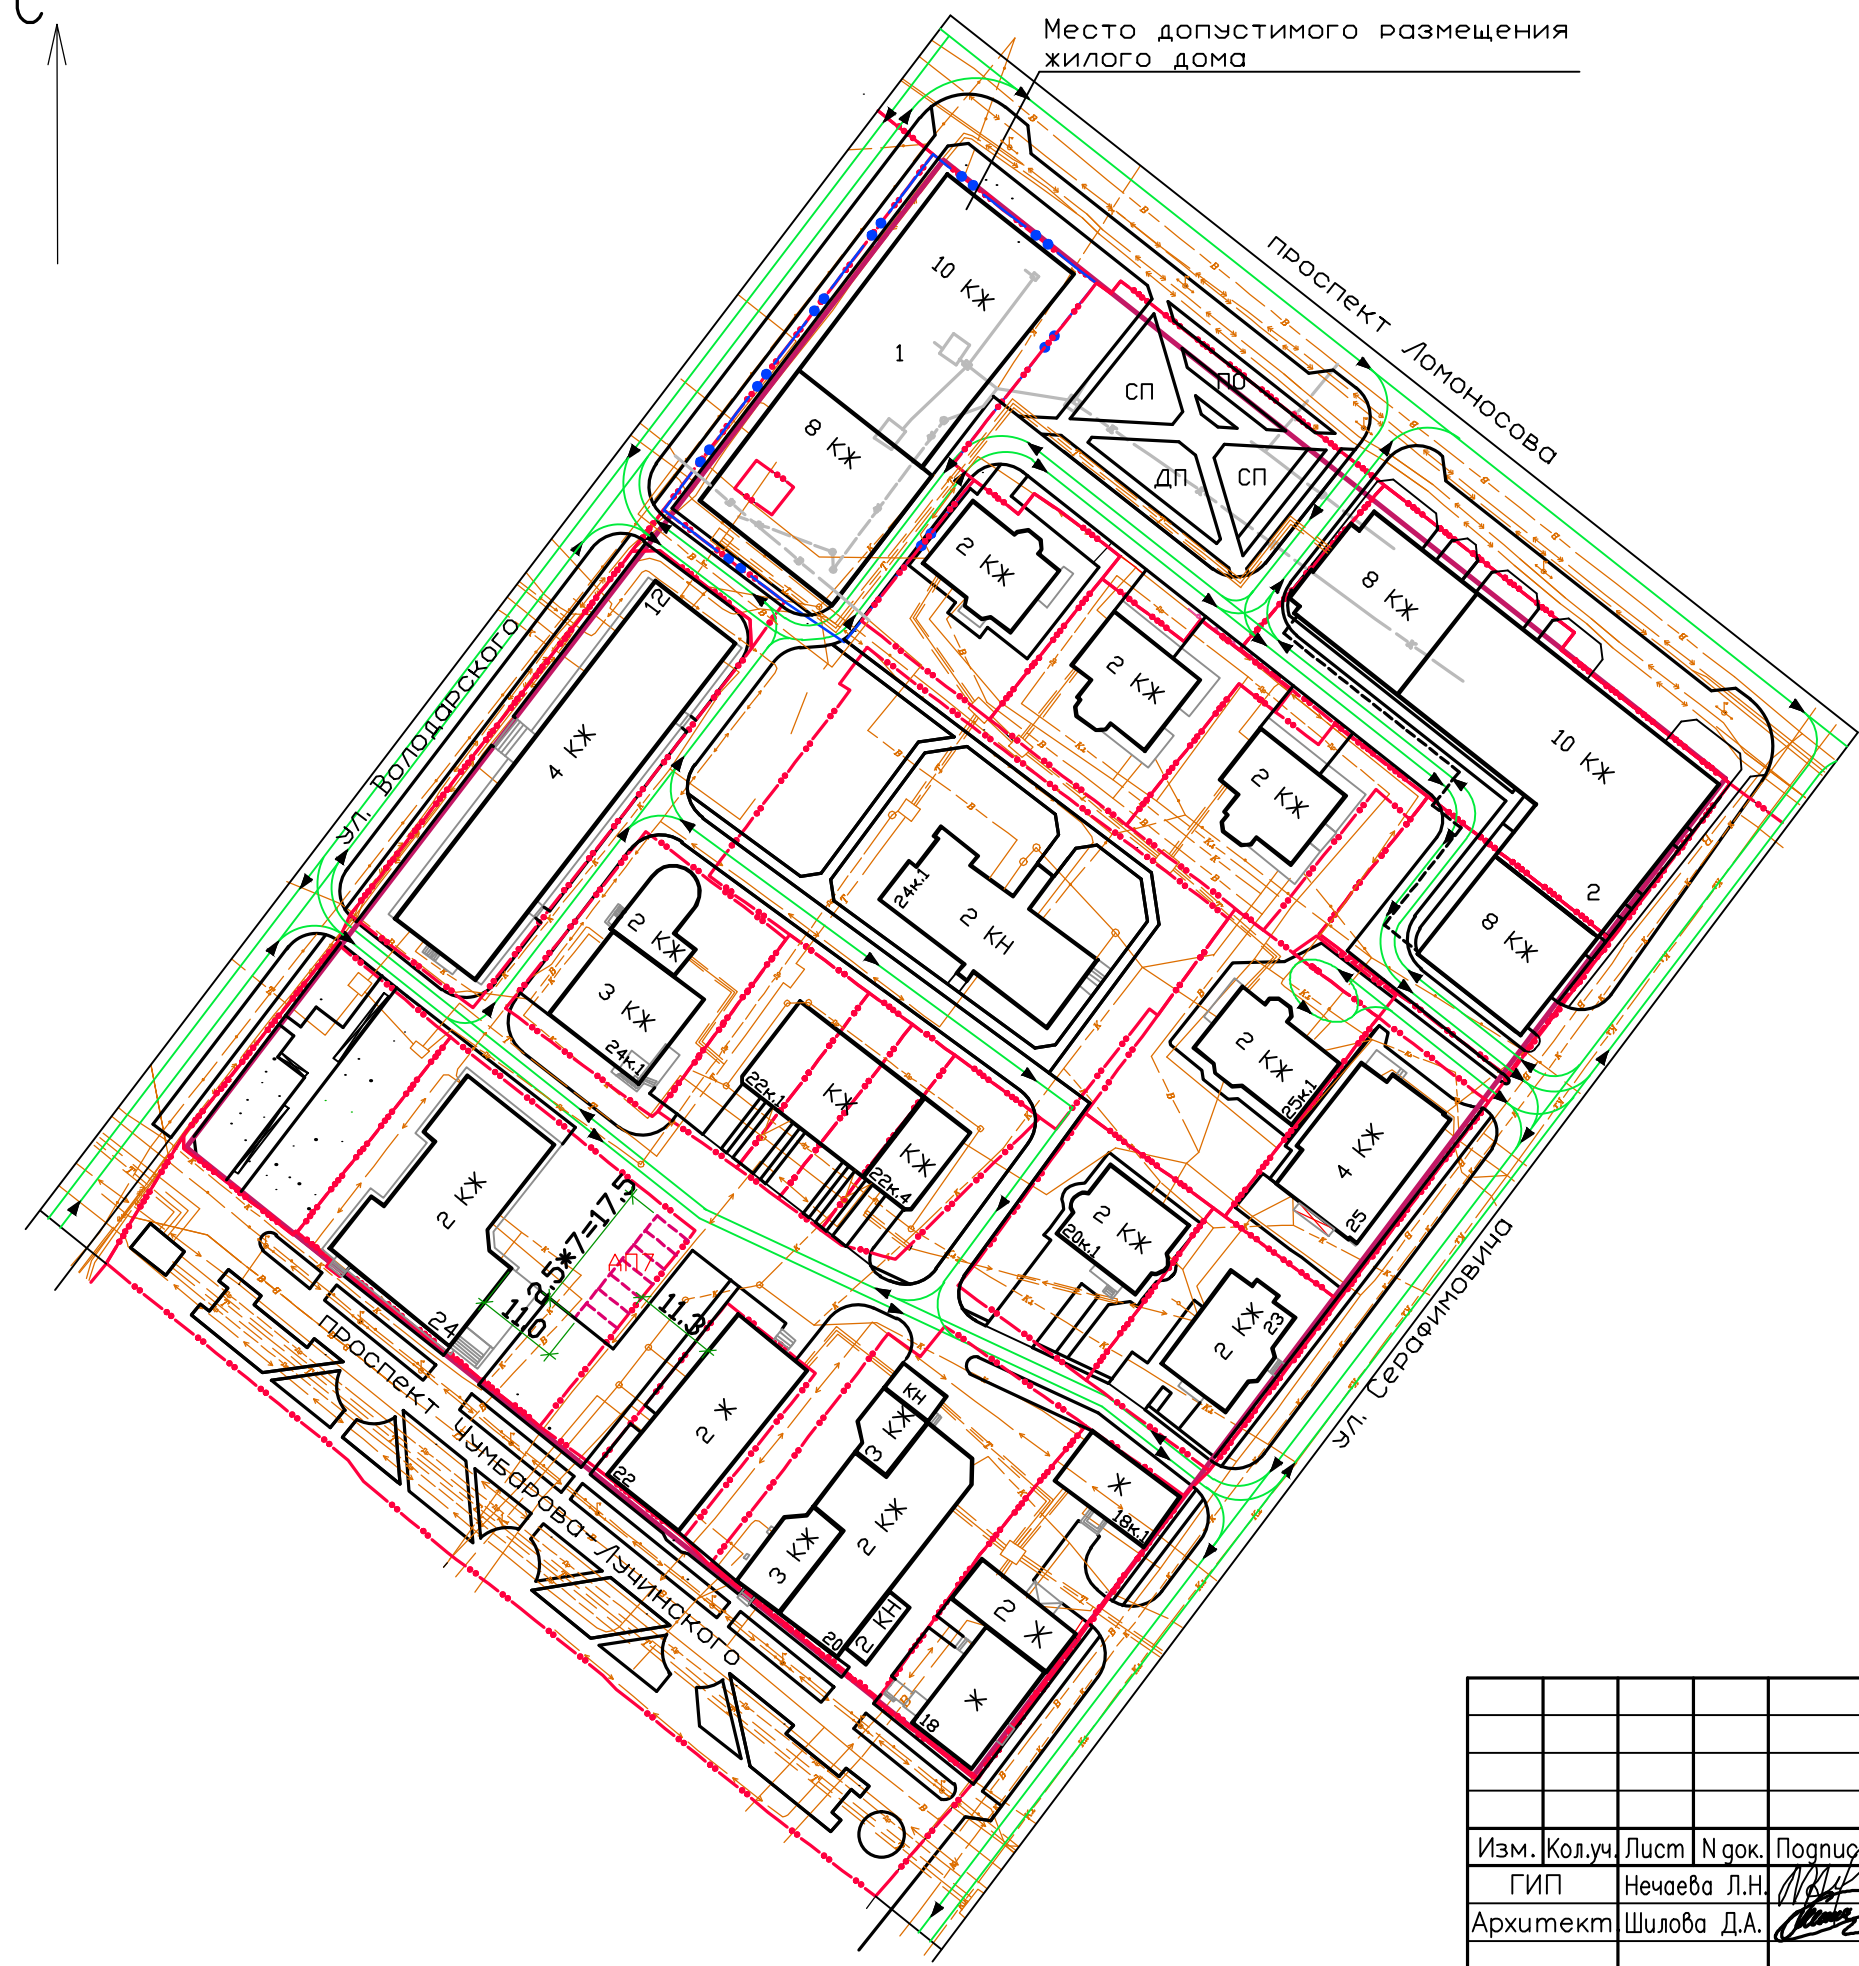 С
Место допустимого размещения
жилого дома
проспект Ломоносова
10 КЖ
1
8 КЖ
СП
ПО
ДП
СП
2 КЖ
8 КЖ
12
ул. Володарского
4 КЖ
2 КЖ
2 КЖ
10 КЖ
2
8 КЖ
24к.1
2 КН
2 КЖ
3 КЖ
24к.1
22к.1
КЖ
КЖ
22к.4
2 КЖ
25к.1
4 КЖ
25
2 КЖ
24
2.5*7=17.5
АП7
11.0
11.3
2 КЖ
20к.1
2 КЖ
23
ул. Серафимовича
проспект Чумбарова-Лучинского
2 Ж
22
КН
3 КЖ
2 КЖ
3 КЖ
2 КН
20
Ж
18к.1
2 Ж
Ж
18
Изм. Кол.уч. Лист N док.
ГИП Нечаева Л.Н.
Архитект Шилова Д.А.